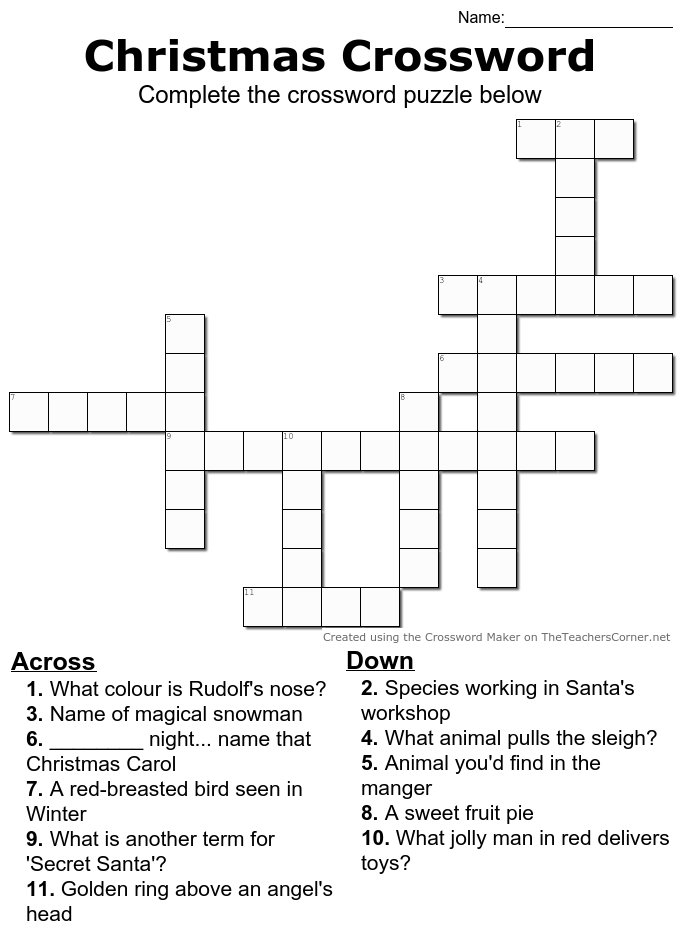 Name:
Christmas Crossword
Complete the crossword puzzle below
1 2
3 4
5
6
7 8
9 10
11
Created using the Crossword Maker on TheTeachersCorner.net
Across
1. What colour is Rudolf's nose?
3. Name of magical snowman
6. ________ night... name that
Christmas Carol
7. A red-breasted bird seen in
Winter
9. What is another term for
'Secret Santa'?
11. Golden ring above an angel's
head
Down
2. Species working in Santa's
workshop
4. What animal pulls the sleigh?
5. Animal you'd find in the
manger
8. A sweet fruit pie
10. What jolly man in red delivers
toys?